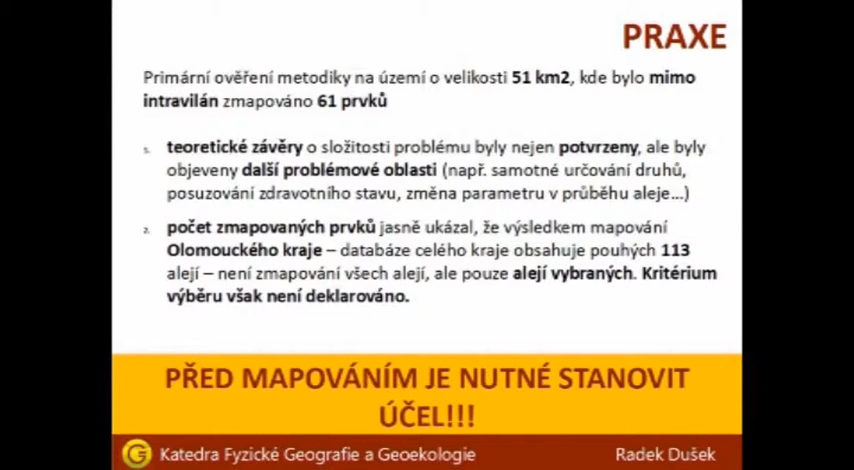 PRAXE
Primární ověření metodiky na území o velikosti 51 km2, kde bylo mimo
intravilán zmapováno 61 prvků
1. teoretické závěry o složitosti problému byly nejen potvrzeny, ale byly
objeveny další problémové oblasti (např. samotné určování druhů,
posuzování zdravotního stavu, změna parametru v průběhu aleje...)
2. počet zmapovaných prvků jasně ukázal, že výsledkem mapování
Olomouckého kraje – databáze celého kraje obsahuje pouhých 113
alejí – není zmapování všech alejí, ale pouze alejí vybraných. Kritérium
výběru však není deklarováno.
PŘED MAPOVÁNÍM JE NUTNÉ STANOVIT
ÚČEL!!!
Katedra Fyzické Geografie a Geoekologie
Radek Dušek